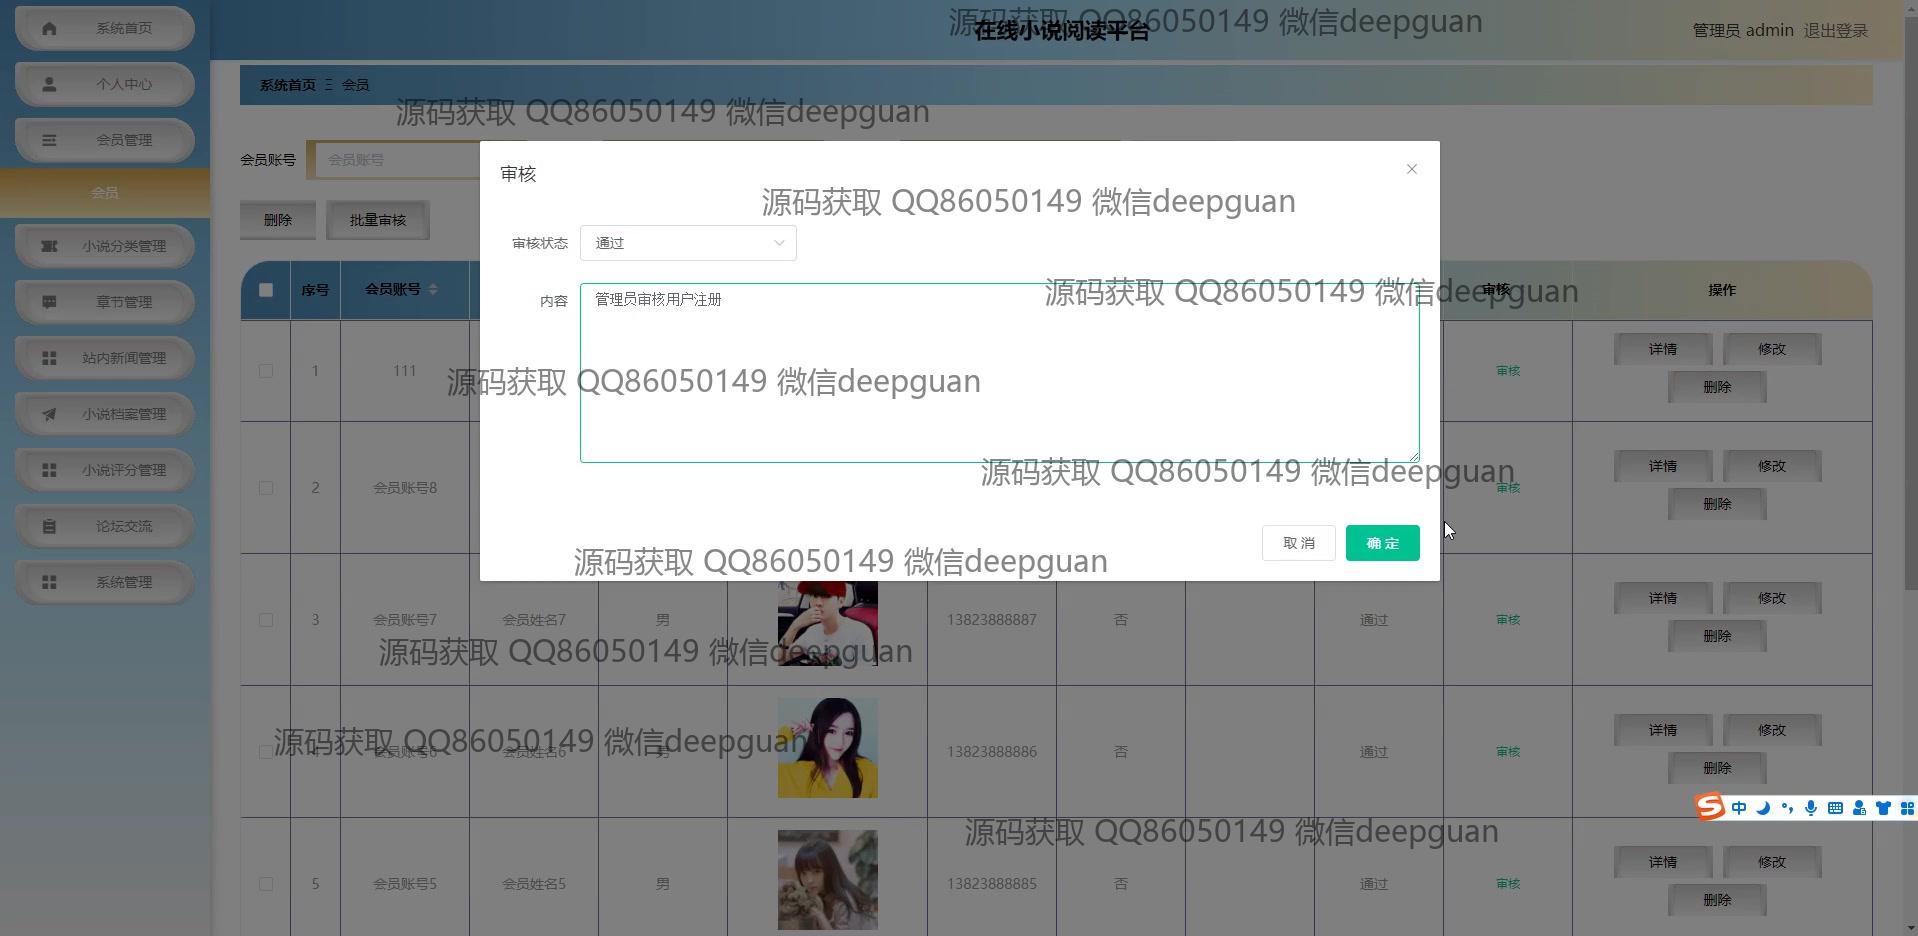 系统首页
个人中心
会员管理
会员
小说分类管理
章节管理
站内新闻管理
小说档案管理
小说评分管理
论坛交流
系统管理
源码获取 QQ86050149 微信deepguan
在线小说阅读平台
管理员 admin 退出登录
系统首页 Ξ 会员
源码获取 QQ86050149 微信deepguan
会员账号 会员账号
删除 批量审核
审核
源码获取 QQ86050149 微信deepguan
审核状态 通过
内容 管理员审核用户注册
源码获取 QQ86050149 微信deepguan
源码获取 QQ86050149 微信deepguan
源码获取 QQ86050149 微信deepguan
取消 确定
源码获取 QQ86050149 微信deepguan
序号 会员账号 审核 操作
1 111 审核 详情 修改 删除
2 会员账号8 审核 详情 修改 删除
3 会员账号7 会员姓名7 男 13823888887 否 通过 审核 详情 修改 删除
源码获取 QQ86050149 微信deepguan
4 会员账号6 会员姓名6 男 13823888886 否 通过 审核 详情 修改 删除
源码获取 QQ86050149 微信deepguan
源码获取 QQ86050149 微信deepguan
5 会员账号5 会员姓名5 男 13823888885 否 通过 审核 详情 修改 删除
中